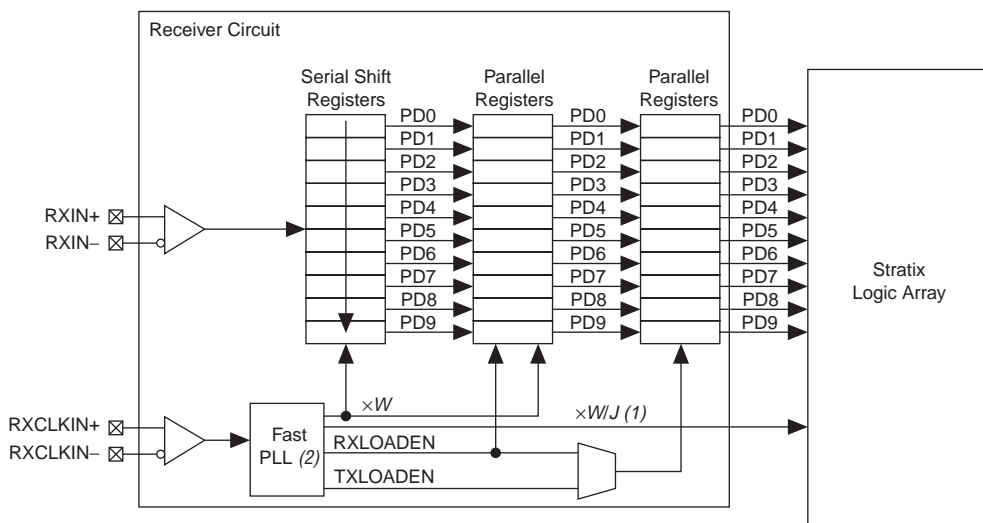 Receiver Circuit
Serial Shift
Registers
Parallel
Registers
Parallel
Registers
PD0 PD0 PD0
PD1 PD1 PD1
PD2 PD2 PD2
PD3 PD3 PD3
PD4 PD4 PD4
PD5 PD5 PD5
PD6 PD6 PD6
PD7 PD7 PD7
PD8 PD8 PD8
PD9 PD9 PD9
RXIN+
RXIN−
Stratix
Logic Array
×W
×W/J (1)
RXCLKIN+
RXCLKIN−
Fast
PLL (2)
RXLOADEN
TXLOADEN